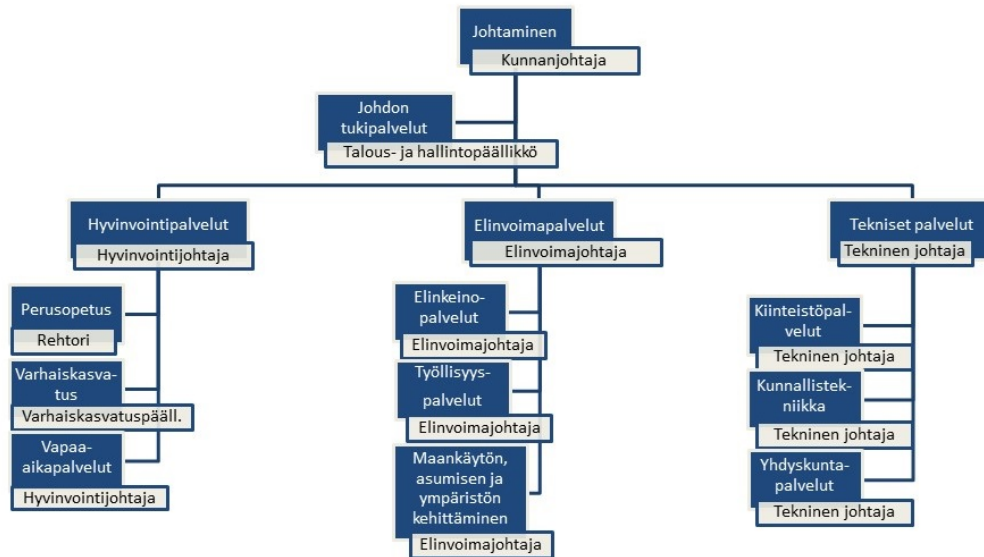 Johtaminen
Kunnanjohtaja
Johdon
tukipalvelut
Talous- ja hallintopäällikkö
Hyvinvointipalvelut
Hyvinvointijohtaja
Perusopetus
Rehtori
Varhaiskasva-
tus
Varhaiskasvatuspääll.
Vapaa-
aikapalvelut
Hyvinvointijohtaja
Elinvoimapalvelut
Elinvoimajohtaja
Elinkeino-
palvelut
Elinvoimajohtaja
Työllisyys-
palvelut
Elinvoimajohtaja
Maankäytön,
asumisen ja
ympäristön
kehittäminen
Elinvoimajohtaja
Tekniset palvelut
Tekninen johtaja
Kiinteistöpal-
velut
Tekninen johtaja
Kunnallistek-
niikka
Tekninen johtaja
Yhdyskunta-
palvelut
Tekninen johtaja